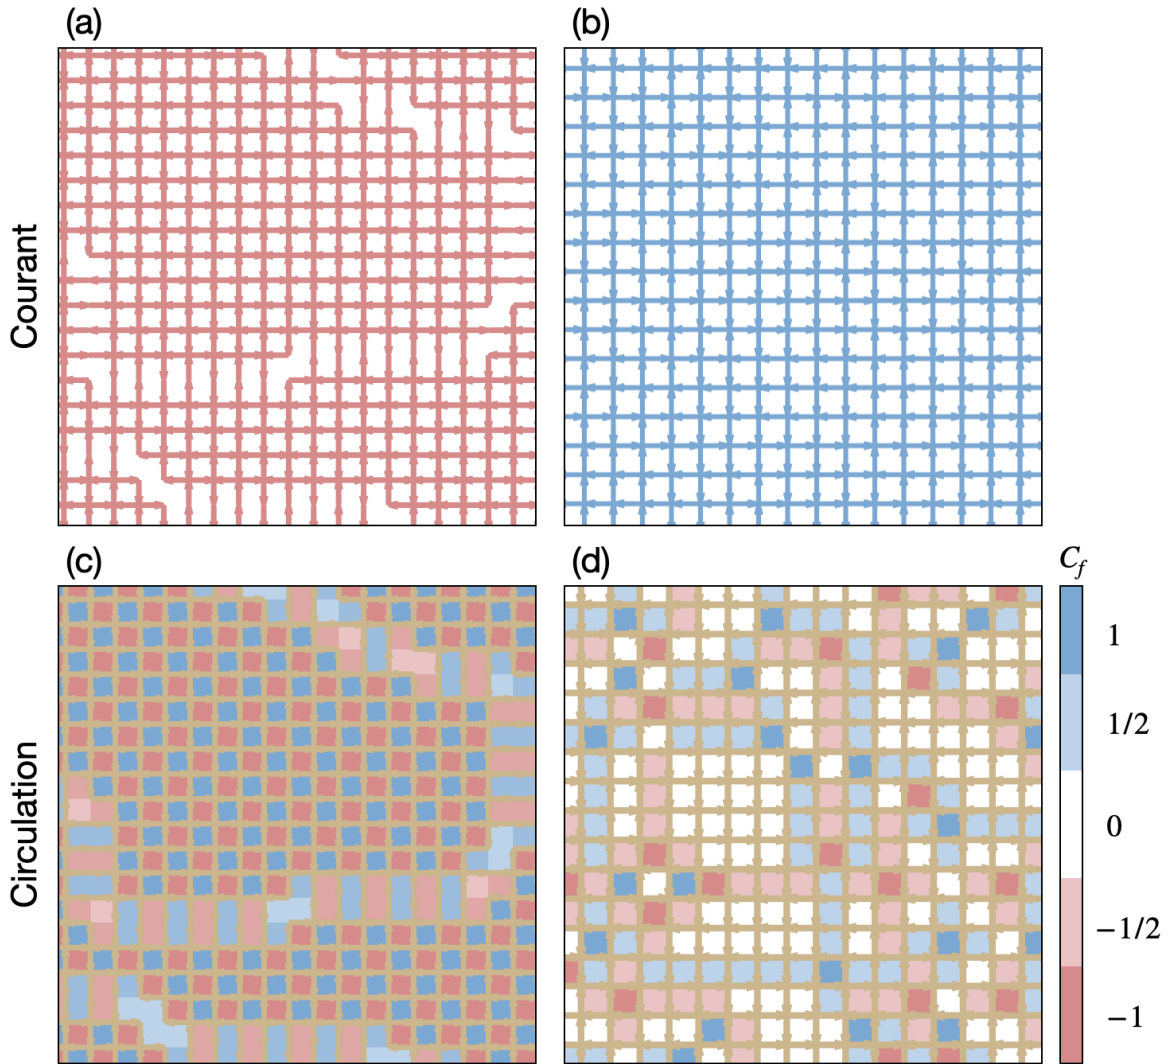 (a)
(b)
Courant
(c)
(d)
C_f
Circulation
1
1/2
0
−1/2
−1